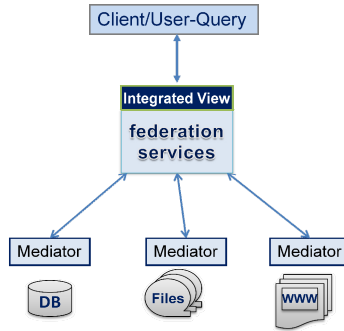 Client/User-Query
Integrated View
federation
services
Mediator
Mediator
Mediator
DB
Files
WWW